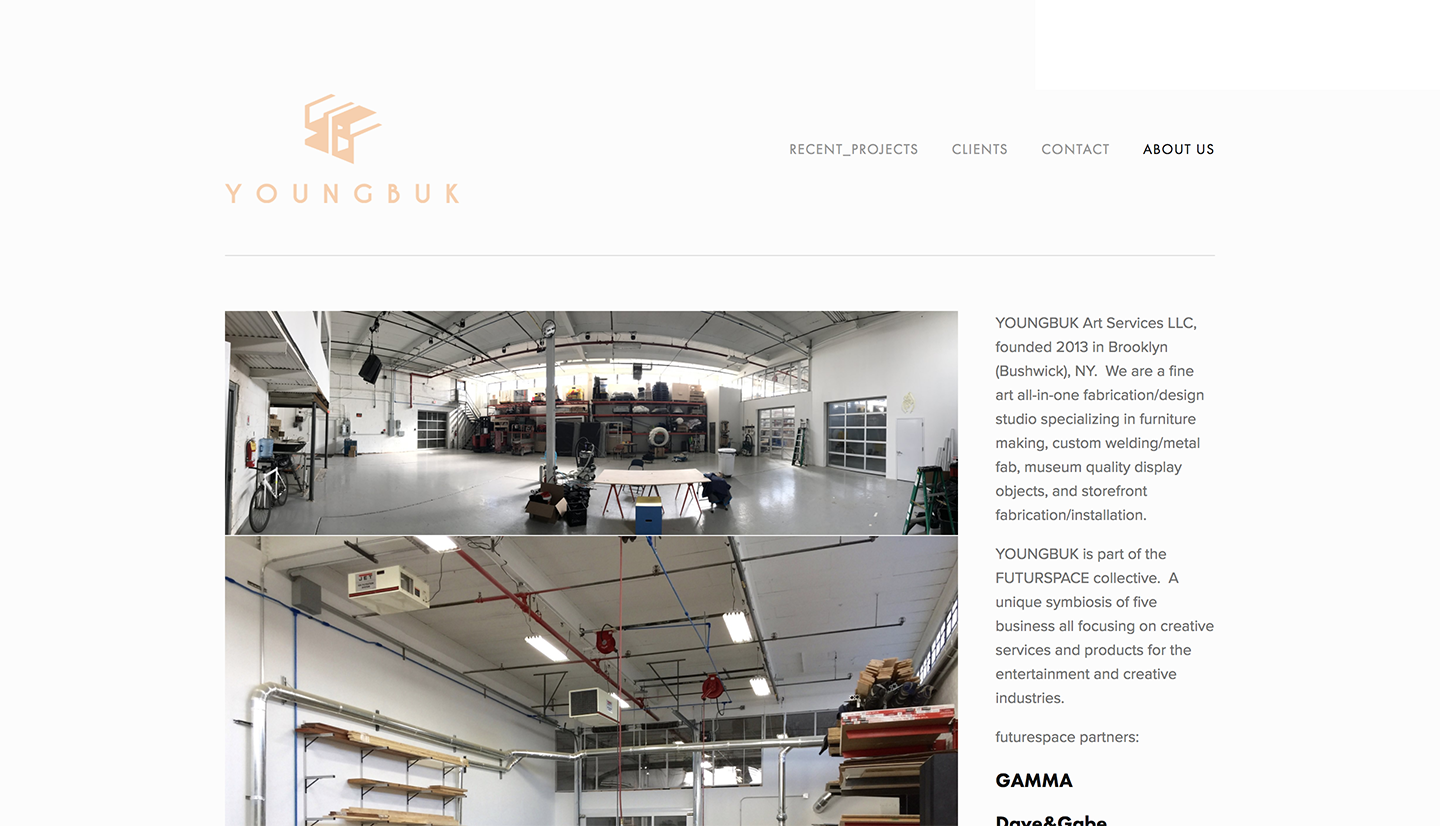 YOUNGBUK
RECENT_PROJECTS
CLIENTS
CONTACT
ABOUT US
YOUNGBUK Art Services LLC,
founded 2013 in Brooklyn
(Bushwick), NY.  We are a fine
art all-in-one fabrication/design
studio specializing in furniture
making, custom welding/metal
fab, museum quality display
objects, and storefront
fabrication/installation.
YOUNGBUK is part of the
FUTURSPACE collective.  A
unique symbiosis of five
business all focusing on creative
services and products for the
entertainment and creative
industries.
futurespace partners:
GAMMA
Dave&Gabe
JET